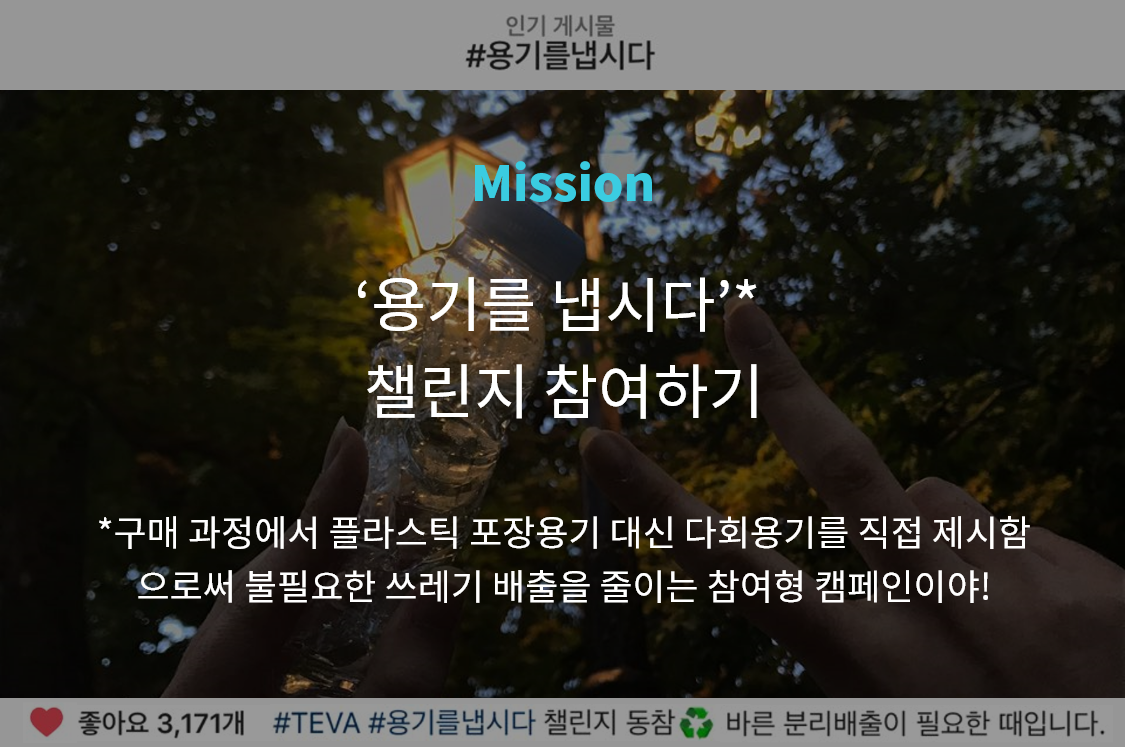 인기 게시물
#용기를냅시다
Mission
‘용기를 냅시다’*
챌린지 참여하기
*구매 과정에서 플라스틱 포장용기 대신 다회용기를 직접 제시함
으로써 불필요한 쓰레기 배출을 줄이는 참여형 캠페인이야!
좋아요 3,171개 #TEVA #용기를냅시다 챌린지 동참 바른 분리배출이 필요한 때입니다.